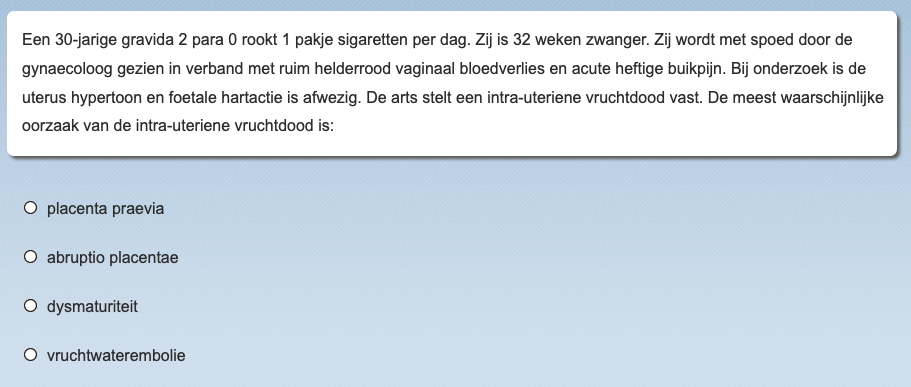 Een 30-jarige gravida 2 para 0 rookt 1 pakje sigaretten per dag. Zij is 32 weken zwanger. Zij wordt met spoed door de
gynaecoloog gezien in verband met ruim helderrood vaginaal bloedverlies en acute heftige buikpijn. Bij onderzoek is de
uterus hypertoon en foetale hartactie is afwezig. De arts stelt een intra-uteriene vruchtdood vast. De meest waarschijnlijke
oorzaak van de intra-uteriene vruchtdood is:
placenta praevia
abruptio placentae
dysmaturiteit
vruchtwaterembolie